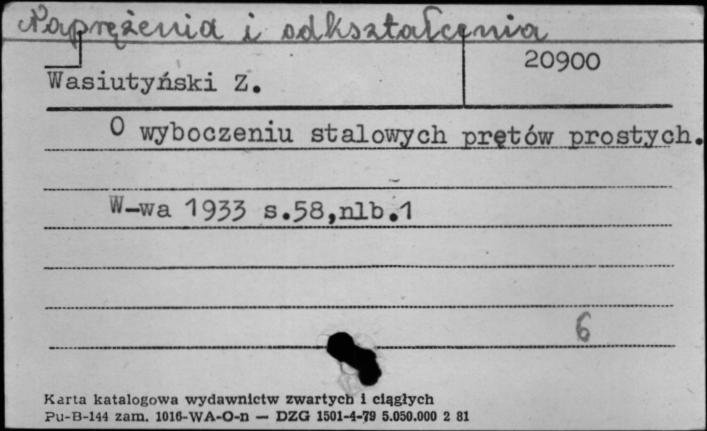 Naprężenia i odkształcenia
20900
Wasiutyński Z.
O wyboczeniu stalowych prętów prostych.
W-wa 1933 s.58,nlb.1
6
Karta katalogowa wydawnictw zwartych i ciągłych
Pu-B-144 zam. 1016-WA-O-n — DZG 1501-4-79 5.050.000 2 81